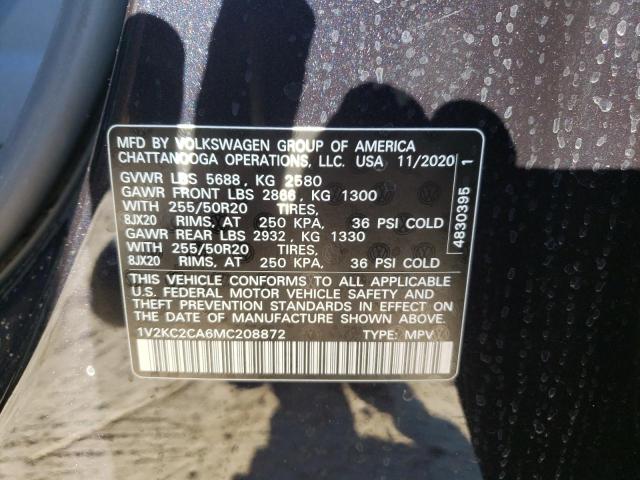 MFD BY VOLKSWAGEN GROUP OF AMERICA
CHATTANOOGA OPERATIONS, LLC. USA 11/2020
GVWR LBS 5688, KG 2580
GAWR FRONT LBS 2866, KG 1300
WITH 255/50R20 TIRES,
8JX20 RIMS, AT 250 KPA, 36 PSI COLD
GAWR REAR LBS 2932, KG 1330
WITH 255/50R20 TIRES,
8JX20 RIMS, AT 250 KPA, 36 PSI COLD
THIS VEHICLE CONFORMS TO ALL APPLICABLE
U.S. FEDERAL MOTOR VEHICLE SAFETY AND
THEFT PREVENTION STANDARDS IN EFFECT ON
THE DATE OF MANUFACTURE SHOWN ABOVE.
1V2KC2CA6MC208872 TYPE: MPV
4830395 1